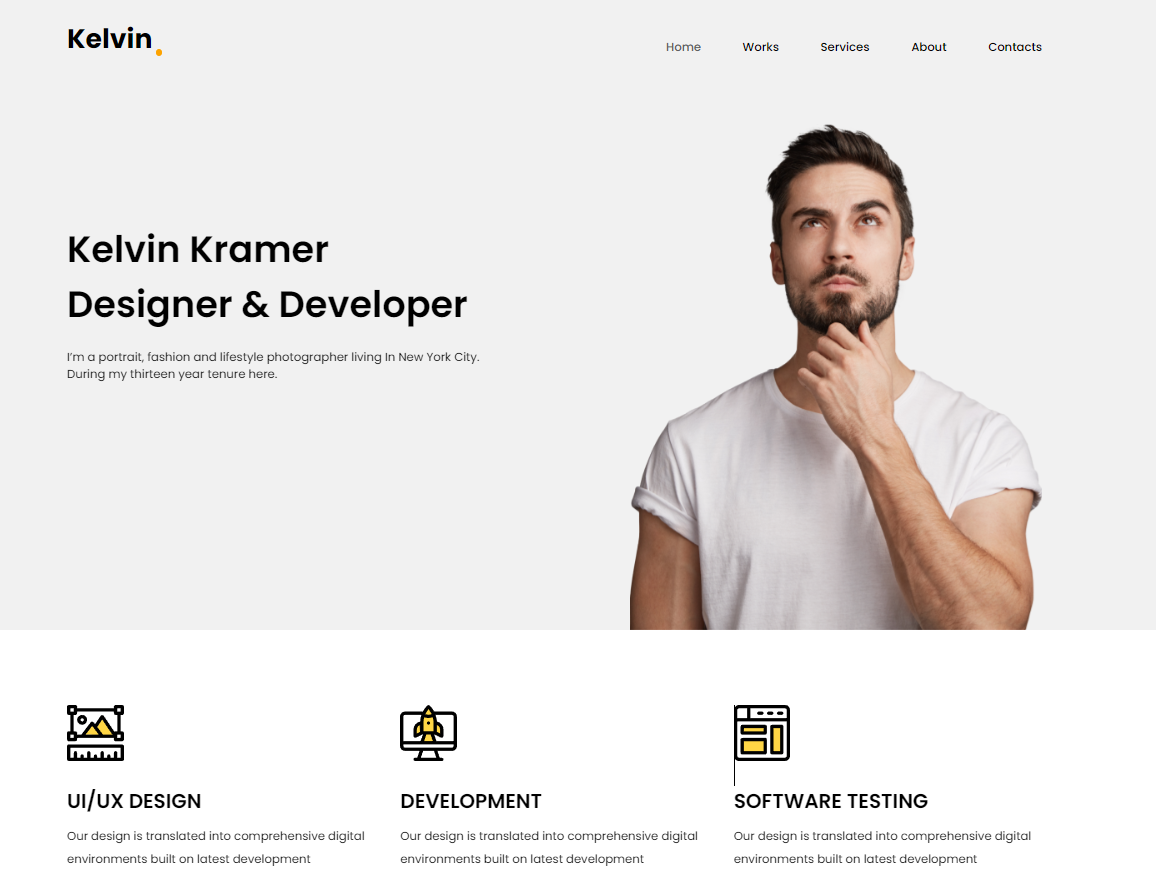 Kelvin.
Home Works Services About Contacts
Kelvin Kramer
Designer & Developer
I'm a portrait, fashion and lifestyle photographer living In New York City.
During my thirteen year tenure here.
UI/UX DESIGN
Our design is translated into comprehensive digital
environments built on latest development
DEVELOPMENT
Our design is translated into comprehensive digital
environments built on latest development
SOFTWARE TESTING
Our design is translated into comprehensive digital
environments built on latest development